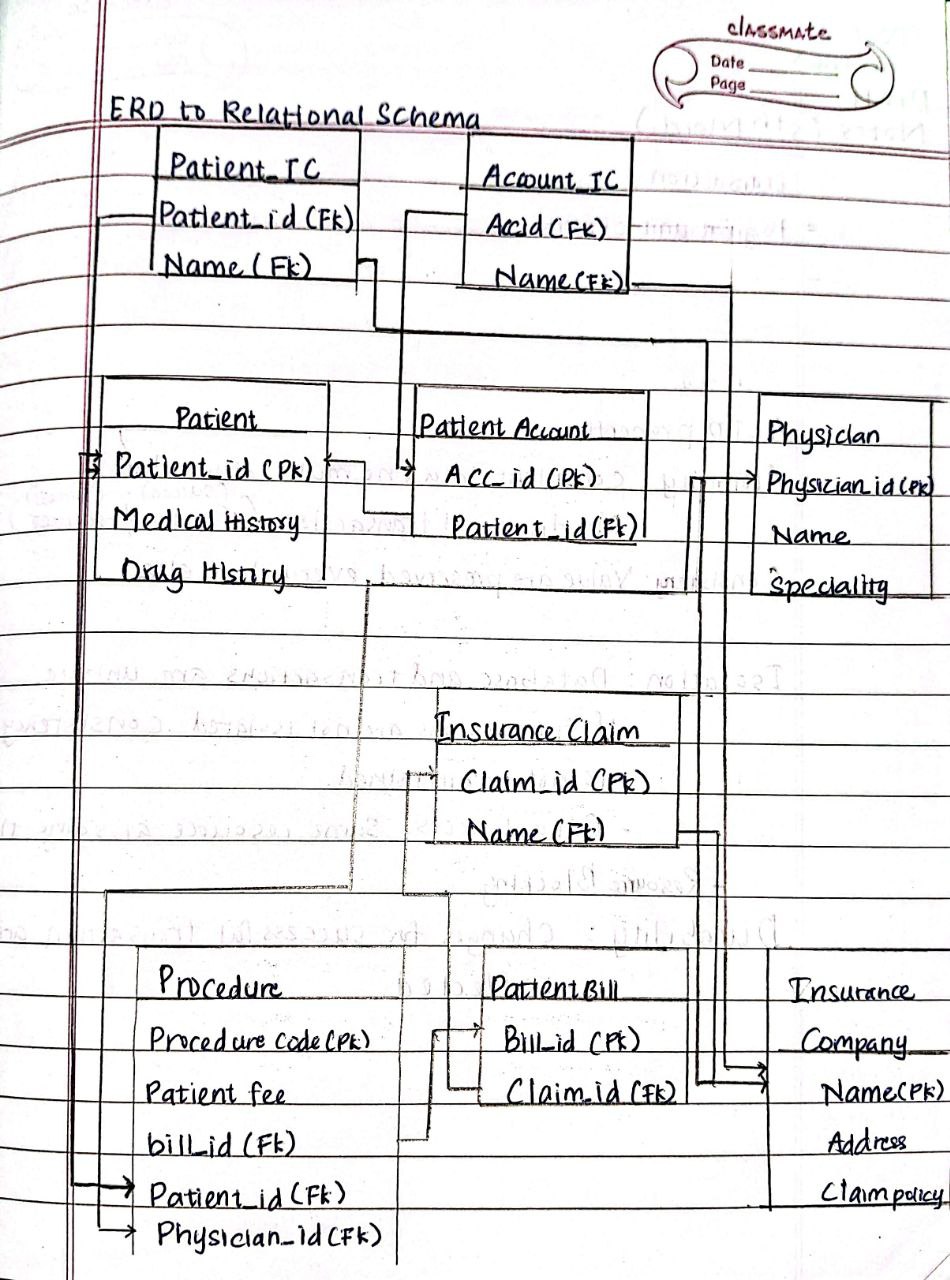 classmate
Date
Page
ERD to Relational Schema
Patient_IC
Patient_id (Fk)
Name (Fk)
Account_IC
Accid (Fk)
Name (Fk)
Patient
Patient_id (Pk)
Medical History
Drug History
Patient Account
Acc_id (Pk)
Patient_id (Fk)
Physician
Physizian_id (Pk)
Name
Speciality
Insurance Claim
Claim_id (Pk)
Name (Fk)
Procedure
Procedure Code (Pk)
Patient fee
bill_id (Fk)
Patient_id (Fk)
Physician_id (Fk)
Patient Bill
Bill_id (Pk)
Claim_id (Fk)
Insurance
Company
Name (Pk)
Address
Claim policy